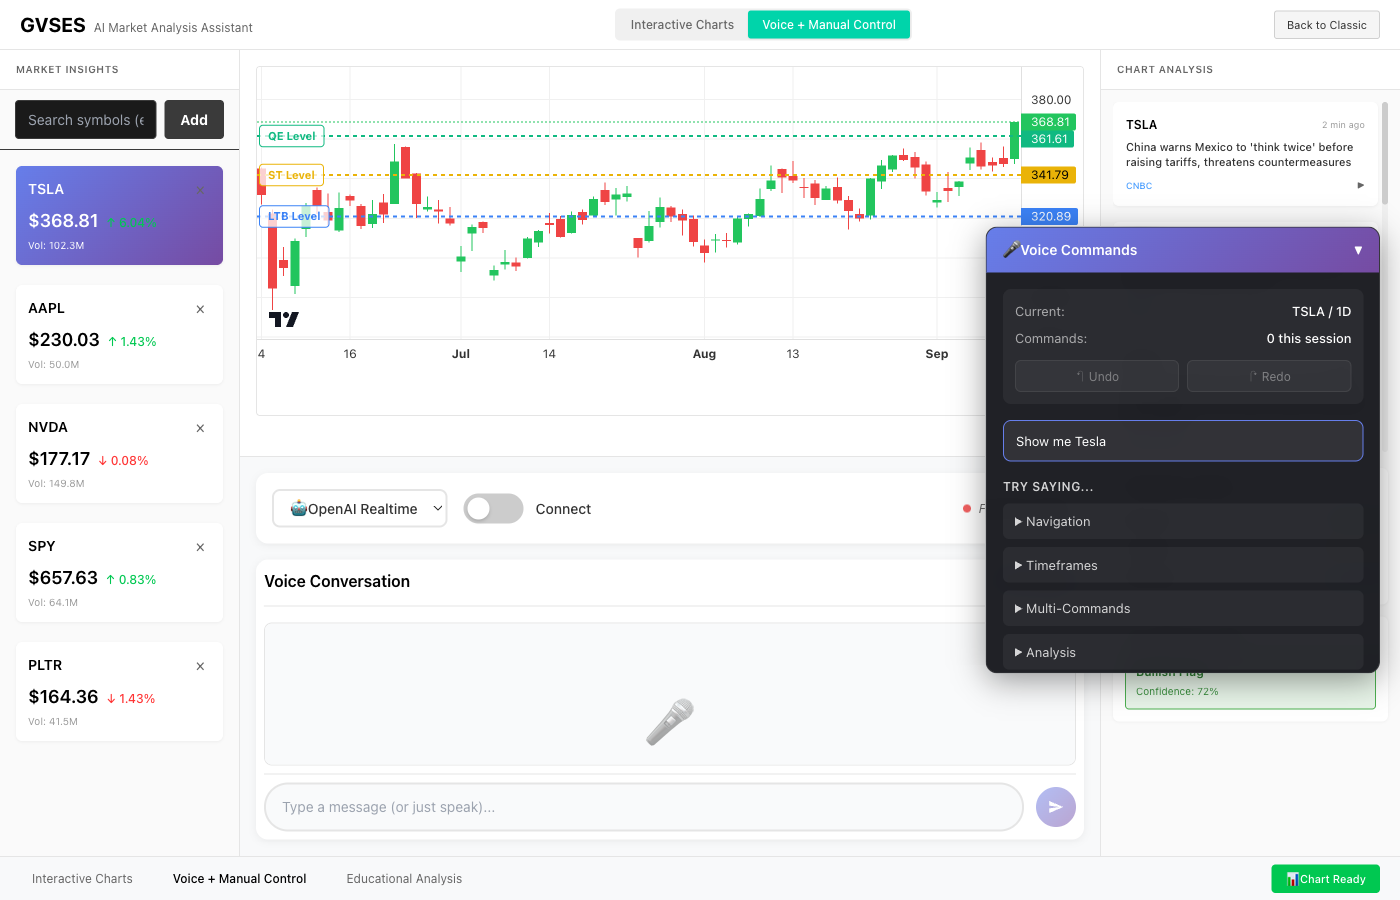 GVSES AI Market Analysis Assistant
Interactive Charts
Voice + Manual Control
Back to Classic
MARKET INSIGHTS
Search symbols (e
Add
TSLA
$368.81 ↑ 6.04%
Vol: 102.3M
AAPL ×
$230.03 ↑ 1.43%
Vol: 50.0M
NVDA ×
$177.17 ↓ 0.08%
Vol: 149.8M
SPY ×
$657.63 ↑ 0.83%
Vol: 64.1M
PLTR ×
$164.36 ↓ 1.43%
Vol: 41.5M
QE Level
ST Level
LTB Level
380.00
368.81
361.61
341.79
320.89
4 16 Jul 14 Aug 13 Sep
🤖OpenAI Realtime
Connect
Voice Conversation
Type a message (or just speak)...
CHART ANALYSIS
TSLA 2 min ago
China warns Mexico to 'think twice' before
raising tariffs, threatens countermeasures
CNBC ▶
🎤Voice Commands ▼
Current: TSLA / 1D
Commands: 0 this session
Undo
Redo
Show me Tesla
TRY SAYING...
▶ Navigation
▶ Timeframes
▶ Multi-Commands
▶ Analysis
Bullish Flag
Confidence: 72%
Interactive Charts
Voice + Manual Control
Educational Analysis
📊Chart Ready